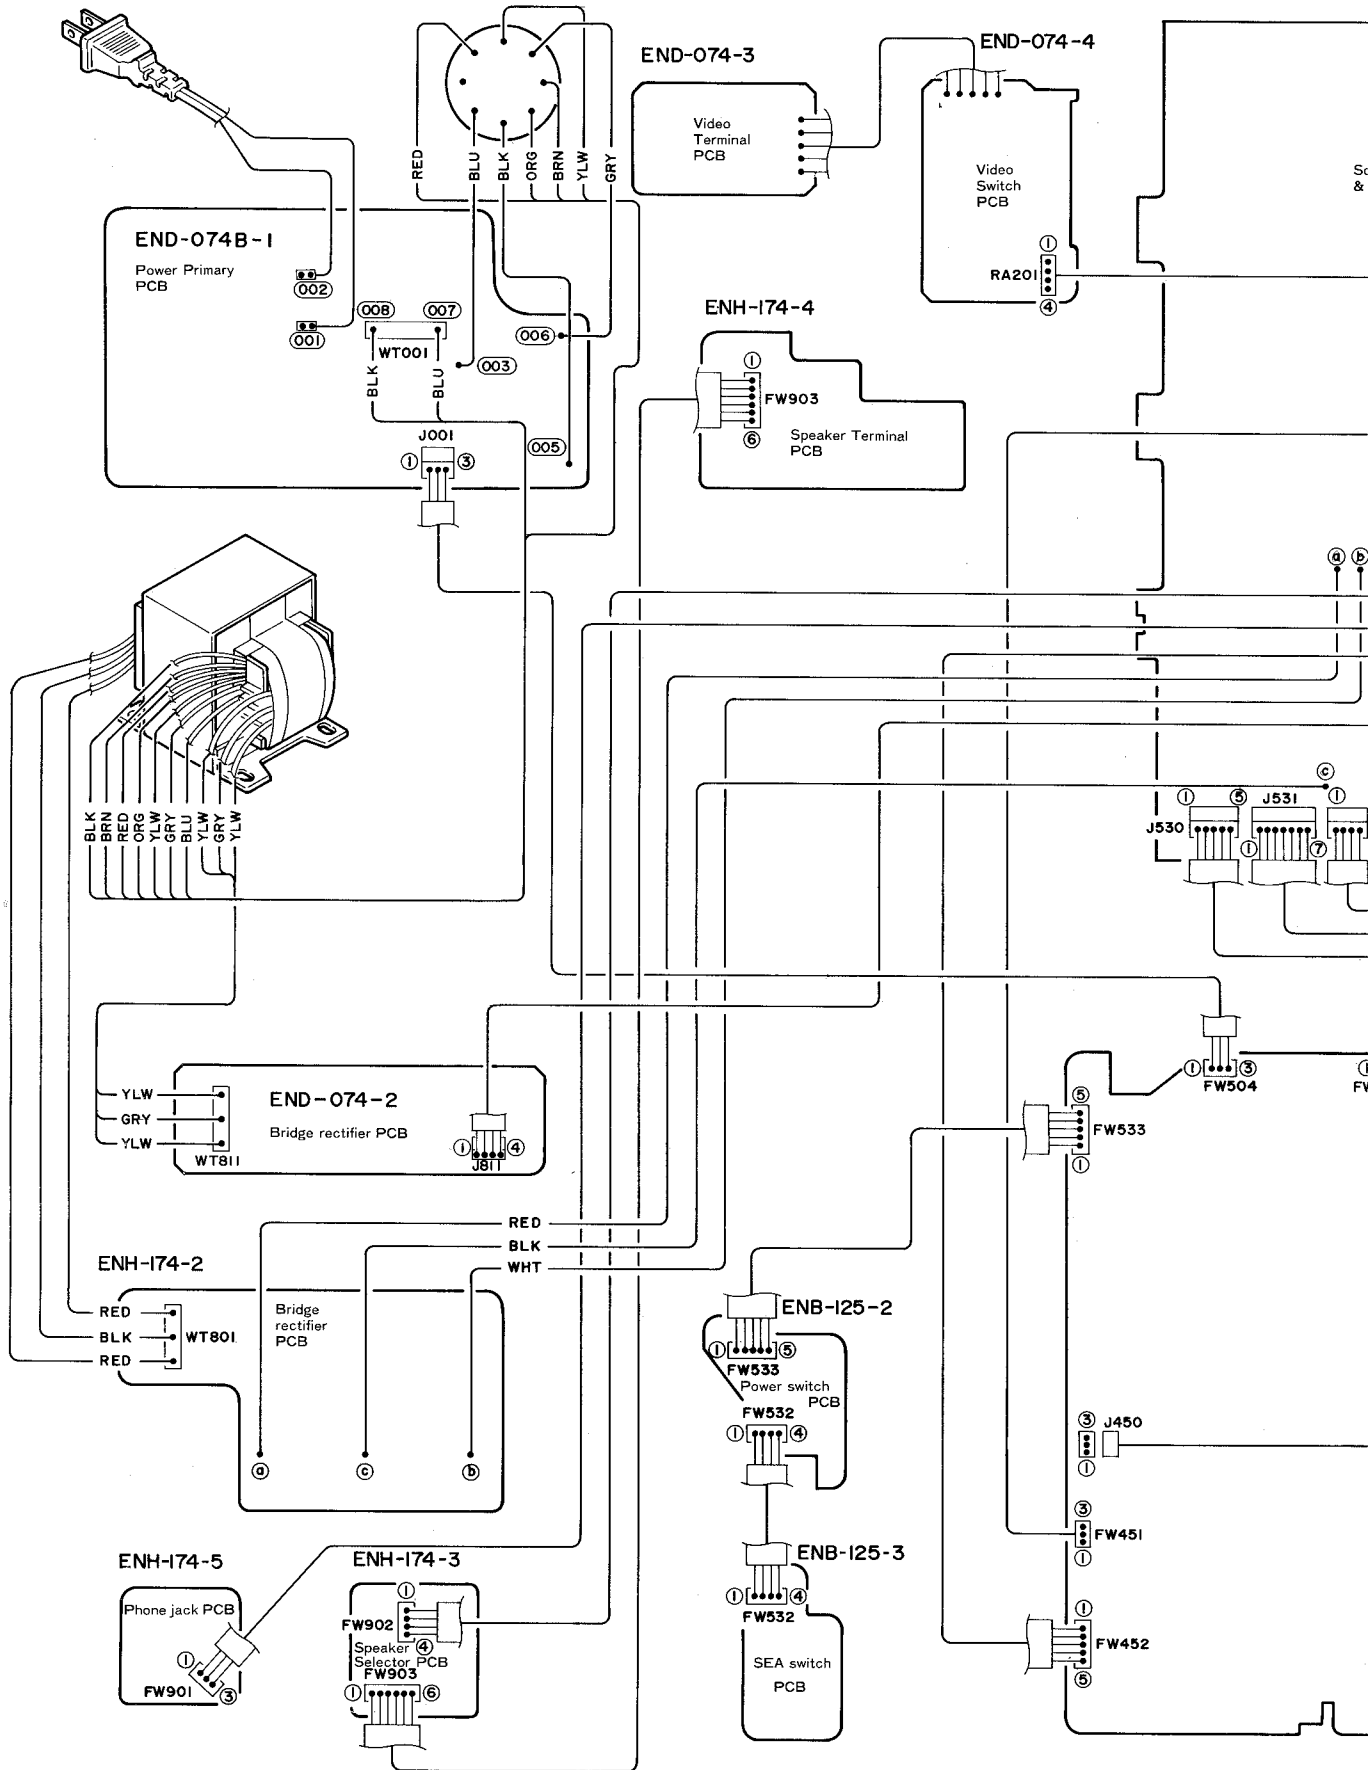 END-074-3
END-074-4
RED
BLU
BLK
ORG
BRN
YLW
GRY
Video
Terminal
PCB
Video
Switch
PCB
&
END-074B-1
Power Primary
PCB
002
001
008
007
WT001
BLK
BLU
003
006
005
J001
1
3
RA201
1
4
ENH-174-4
1
FW903
6
Speaker Terminal
PCB
a
b
c
BLK
BRN
RED
ORG
YLW
GRY
BLU
YLW
GRY
YLW
1
5
J531
1
J530
1
7
YLW
GRY
YLW
WT811
END-074-2
Bridge rectifier PCB
1
4
J811
1
3
FW504
5
FW533
1
RED
BLK
WHT
ENH-174-2
RED
BLK
RED
WT801
Bridge
rectifier
PCB
a
c
b
ENB-125-2
1
5
FW533
Power switch
PCB
FW532
1
4
3
J450
1
3
FW451
1
ENB-125-3
1
4
FW532
SEA switch
PCB
1
FW452
5
ENH-174-5
Phone jack PCB
1
FW901
3
ENH-174-3
1
FW902
4
Speaker
Selector PCB
FW903
1
6